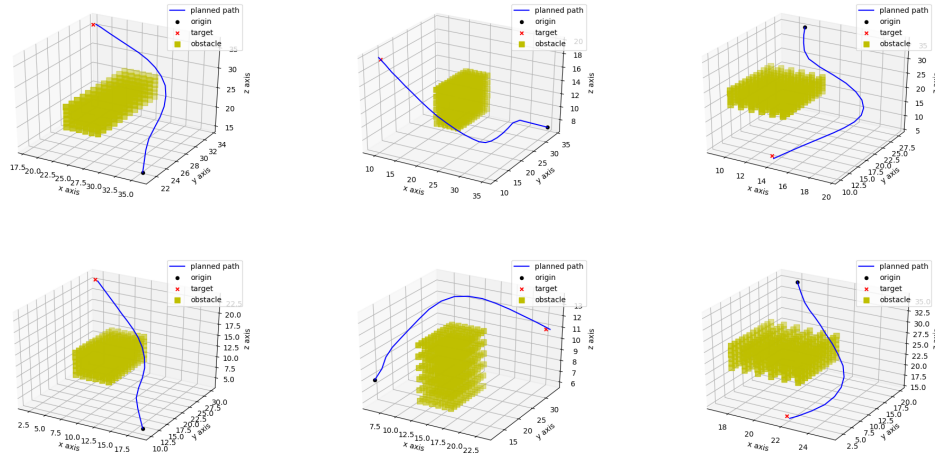 planned path
origin
target
obstacle
35
30
25
20
15
z axis
17.5 20.0 22.5 25.0 27.5 30.0 32.5 35.0
x axis
22 24 26 28 30 32 34
y axis
planned path
origin
target
obstacle
20
18
16
14
12
10
8
z axis
10 15 20 25 30 35
x axis
10 15 20 25 30 35
y axis
planned path
origin
target
obstacle
35
30
25
20
15
10
5
z axis
10 12 14 16 18 20
x axis
10.0 12.5 15.0 17.5 20.0 22.5 25.0 27.5
y axis
planned path
origin
target
obstacle
22.5
20.0
17.5
15.0
12.5
10.0
7.5
5.0
z axis
2.5 5.0 7.5 10.0 12.5 15.0 17.5
x axis
10.0 12.5 15.0 17.5 20.0 22.5 25.0 27.5 30.0
y axis
planned path
origin
target
obstacle
13
12
11
10
9
8
7
6
z axis
7.5 10.0 12.5 15.0 17.5 20.0 22.5
x axis
15 20 25 30
y axis
planned path
origin
target
obstacle
35.0
32.5
30.0
27.5
25.0
22.5
20.0
17.5
15.0
z axis
18 20 22 24
x axis
2.5 5.0 7.5 10.0 12.5 15.0 17.5 20.0
y axis